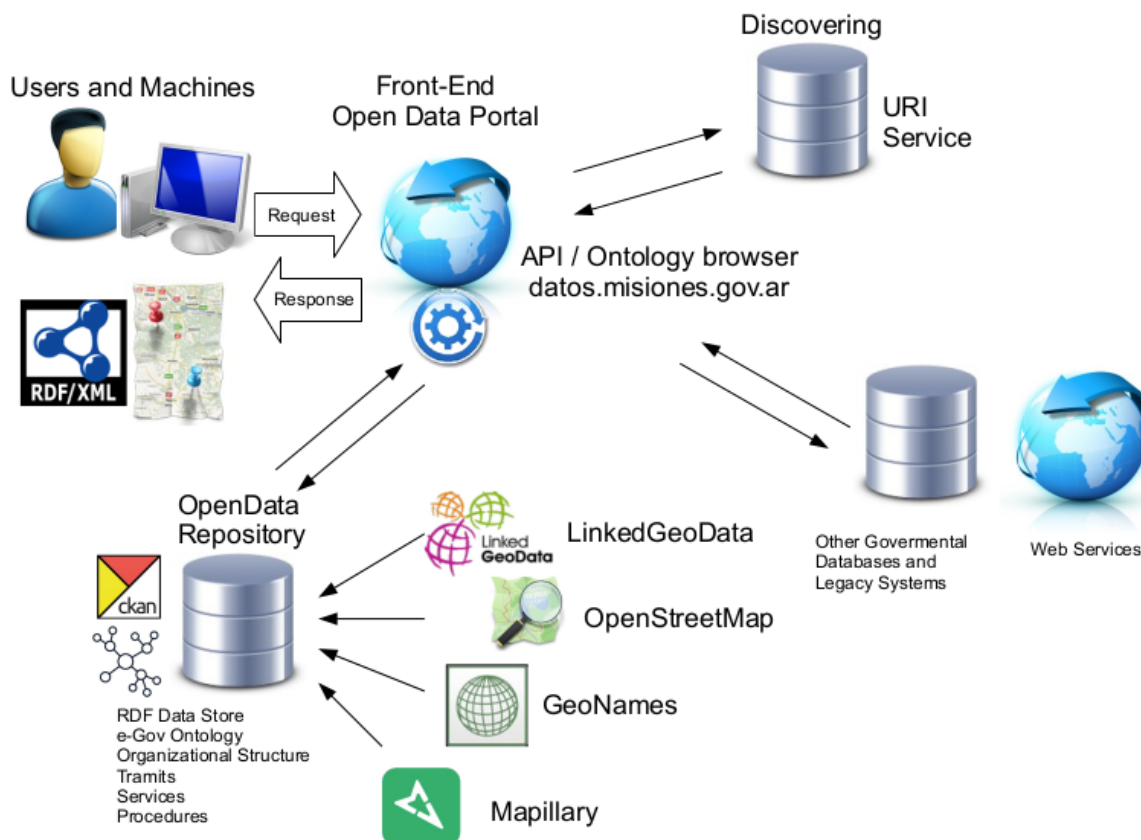 Discovering
URI
Service
Users and Machines
Front-End
Open Data Portal
Request
Response
API / Ontology browser
datos.misiones.gov.ar
RDF/XML
OpenData
Repository
ckan
RDF Data Store
e-Gov Ontology
Organizational Structure
Tramits
Services
Procedures
Linked
GeoData
LinkedGeoData
OpenStreetMap
GeoNames
Mapillary
Other Govermental
Databases and
Legacy Systems
Web Services